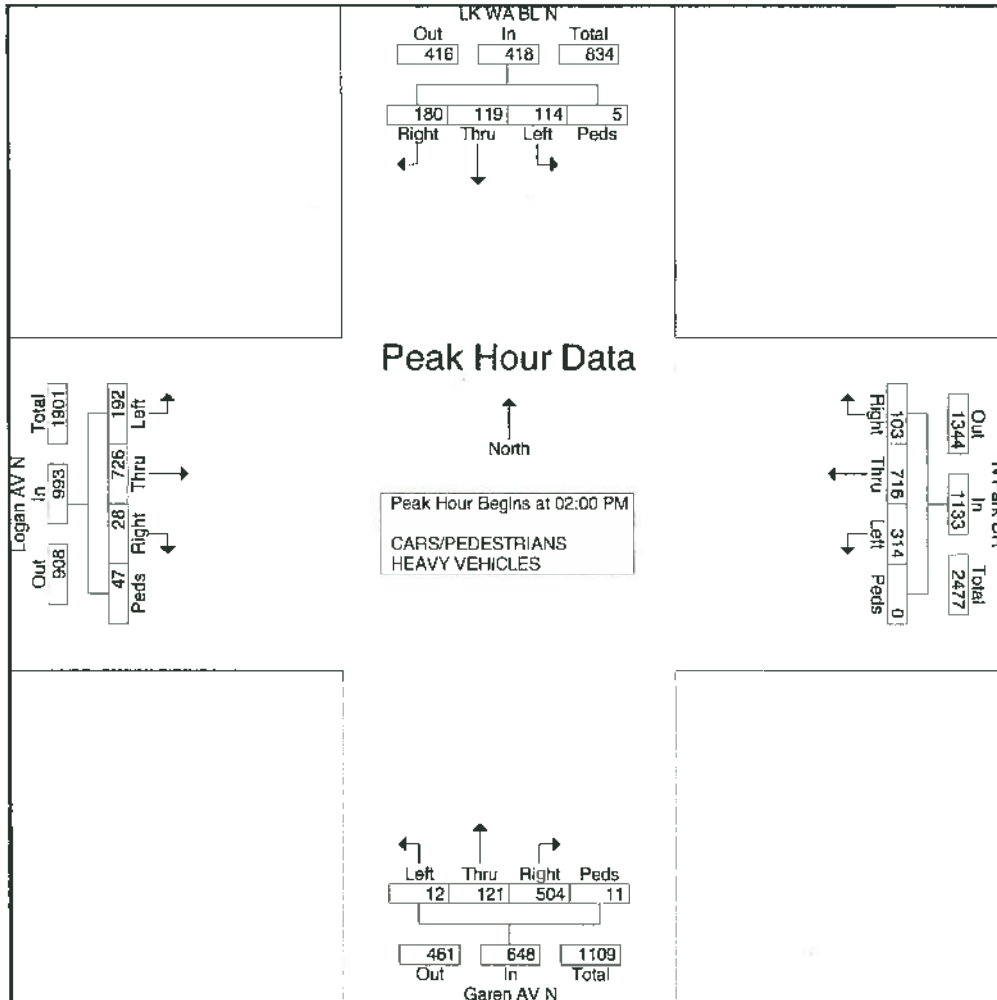 LK WA BL N
Out In Total
416 418 834
180 119 114 5
Right Thru Left Peds
Peak Hour Data
North
Peak Hour Begins at 02:00 PM
CARS/PEDESTRIANS
HEAVY VEHICLES
Logan AV N
Out In Total
908 993 1901
192 726 28 47
Left Thru Right Peds
Out In Total
1344 1133 2477
103 716 314 0
Right Thru Left Peds
Left Thru Right Peds
12 121 504 11
461 648 1109
Out In Total
Garen AV N